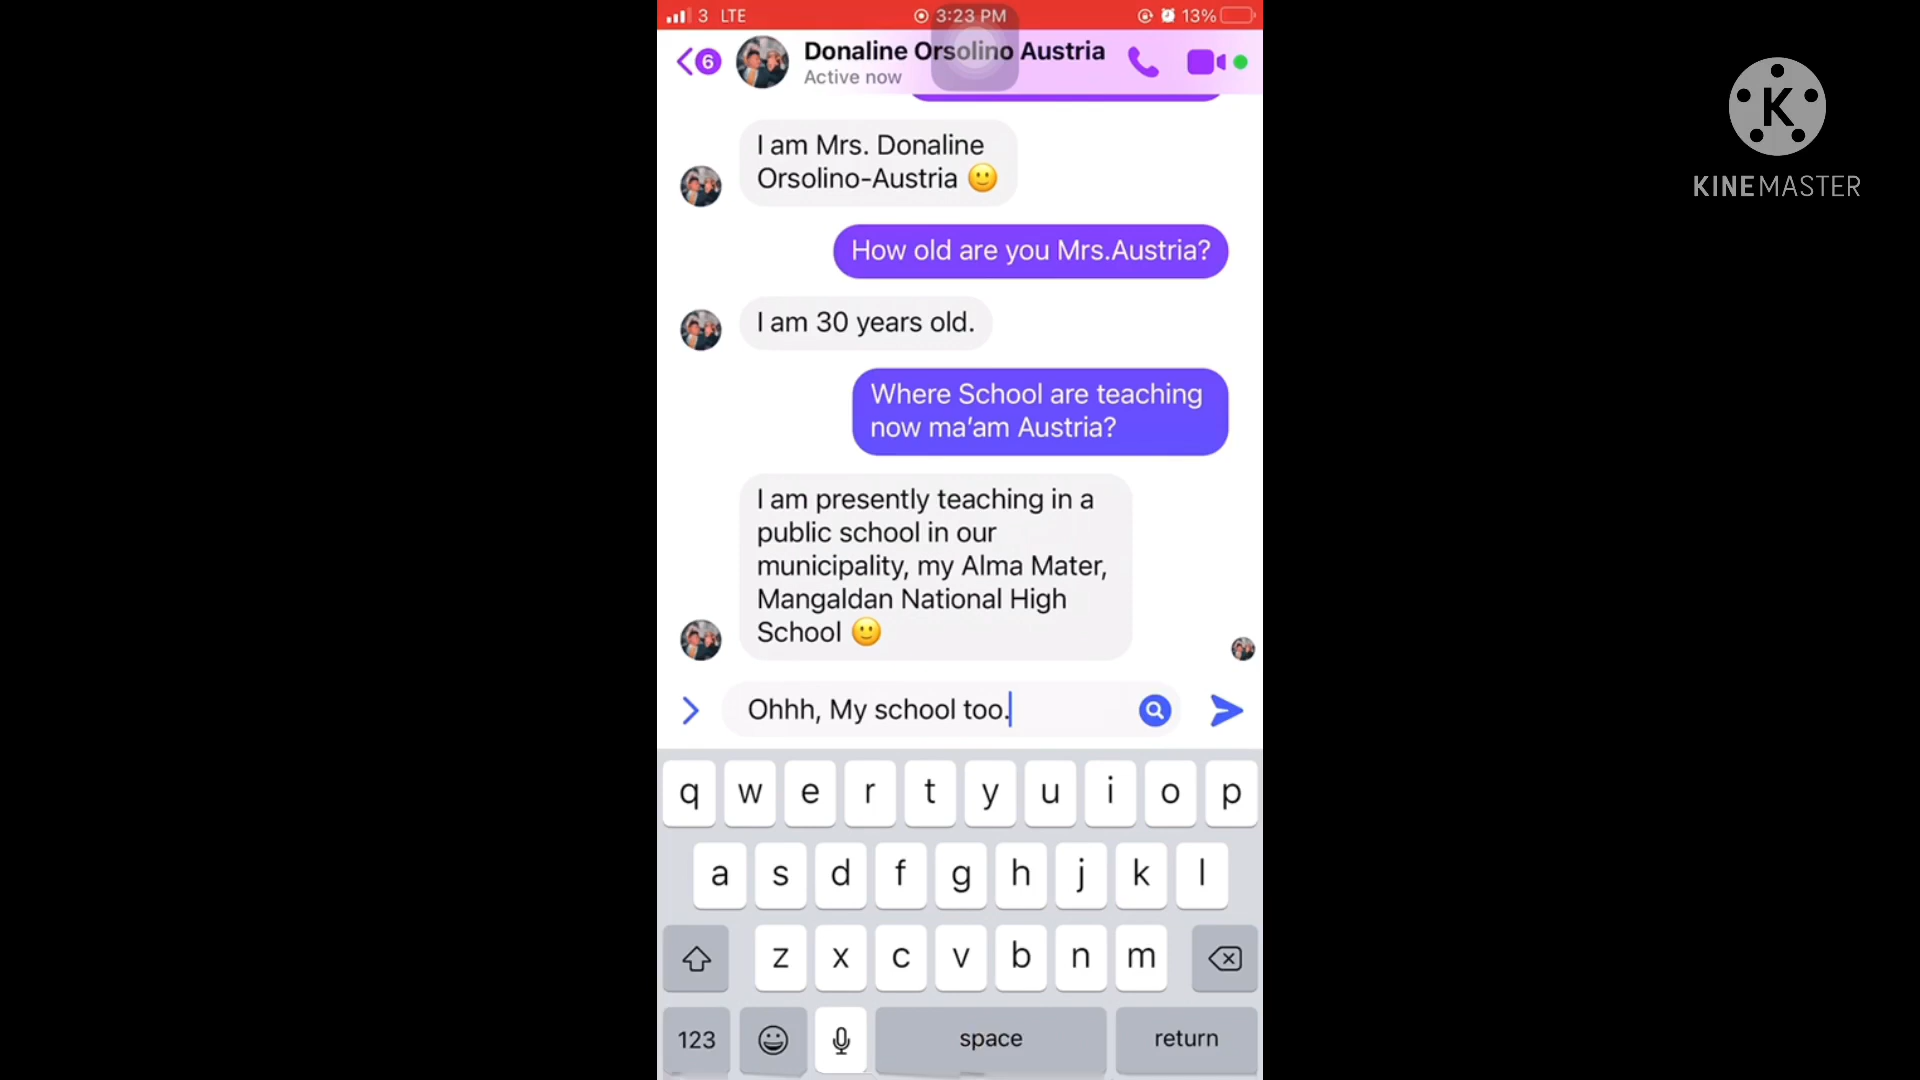 3 LTE
3:23 PM
13%
6
Donaline Orsolino Austria
Active now
I am Mrs. Donaline
Orsolino-Austria 🙂
How old are you Mrs.Austria?
I am 30 years old.
Where School are teaching
now ma’am Austria?
I am presently teaching in a
public school in our
municipality, my Alma Mater,
Mangaldan National High
School 🙂
Ohhh, My school too.
q w e r t y u i o p
a s d f g h j k l
z x c v b n m
123 space return
K
KINEMASTER